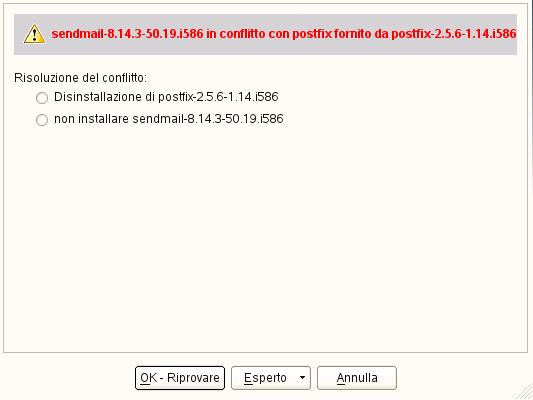 sendmail-8.14.3-50.19.i586 in conflitto con postfix fornito da postfix-2.5.6-1.14.i586
Risoluzione del conflitto:
Disinstallazione di postfix-2.5.6-1.14.i586
non installare sendmail-8.14.3-50.19.i586
OK - Riprovare
Esperto
Annulla